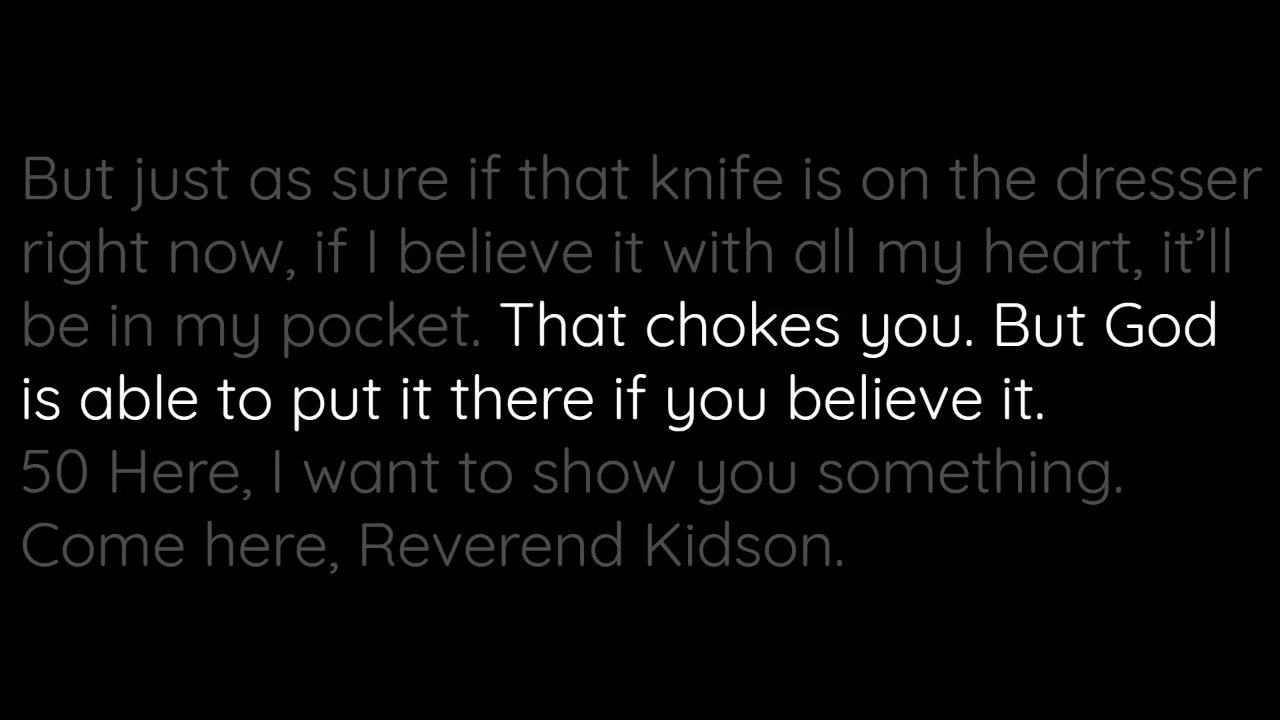 But just as sure if that knife is on the dresser
right now, if I believe it with all my heart, it’ll
be in my pocket. That chokes you. But God
is able to put it there if you believe it.
50 Here, I want to show you something.
Come here, Reverend Kidson.